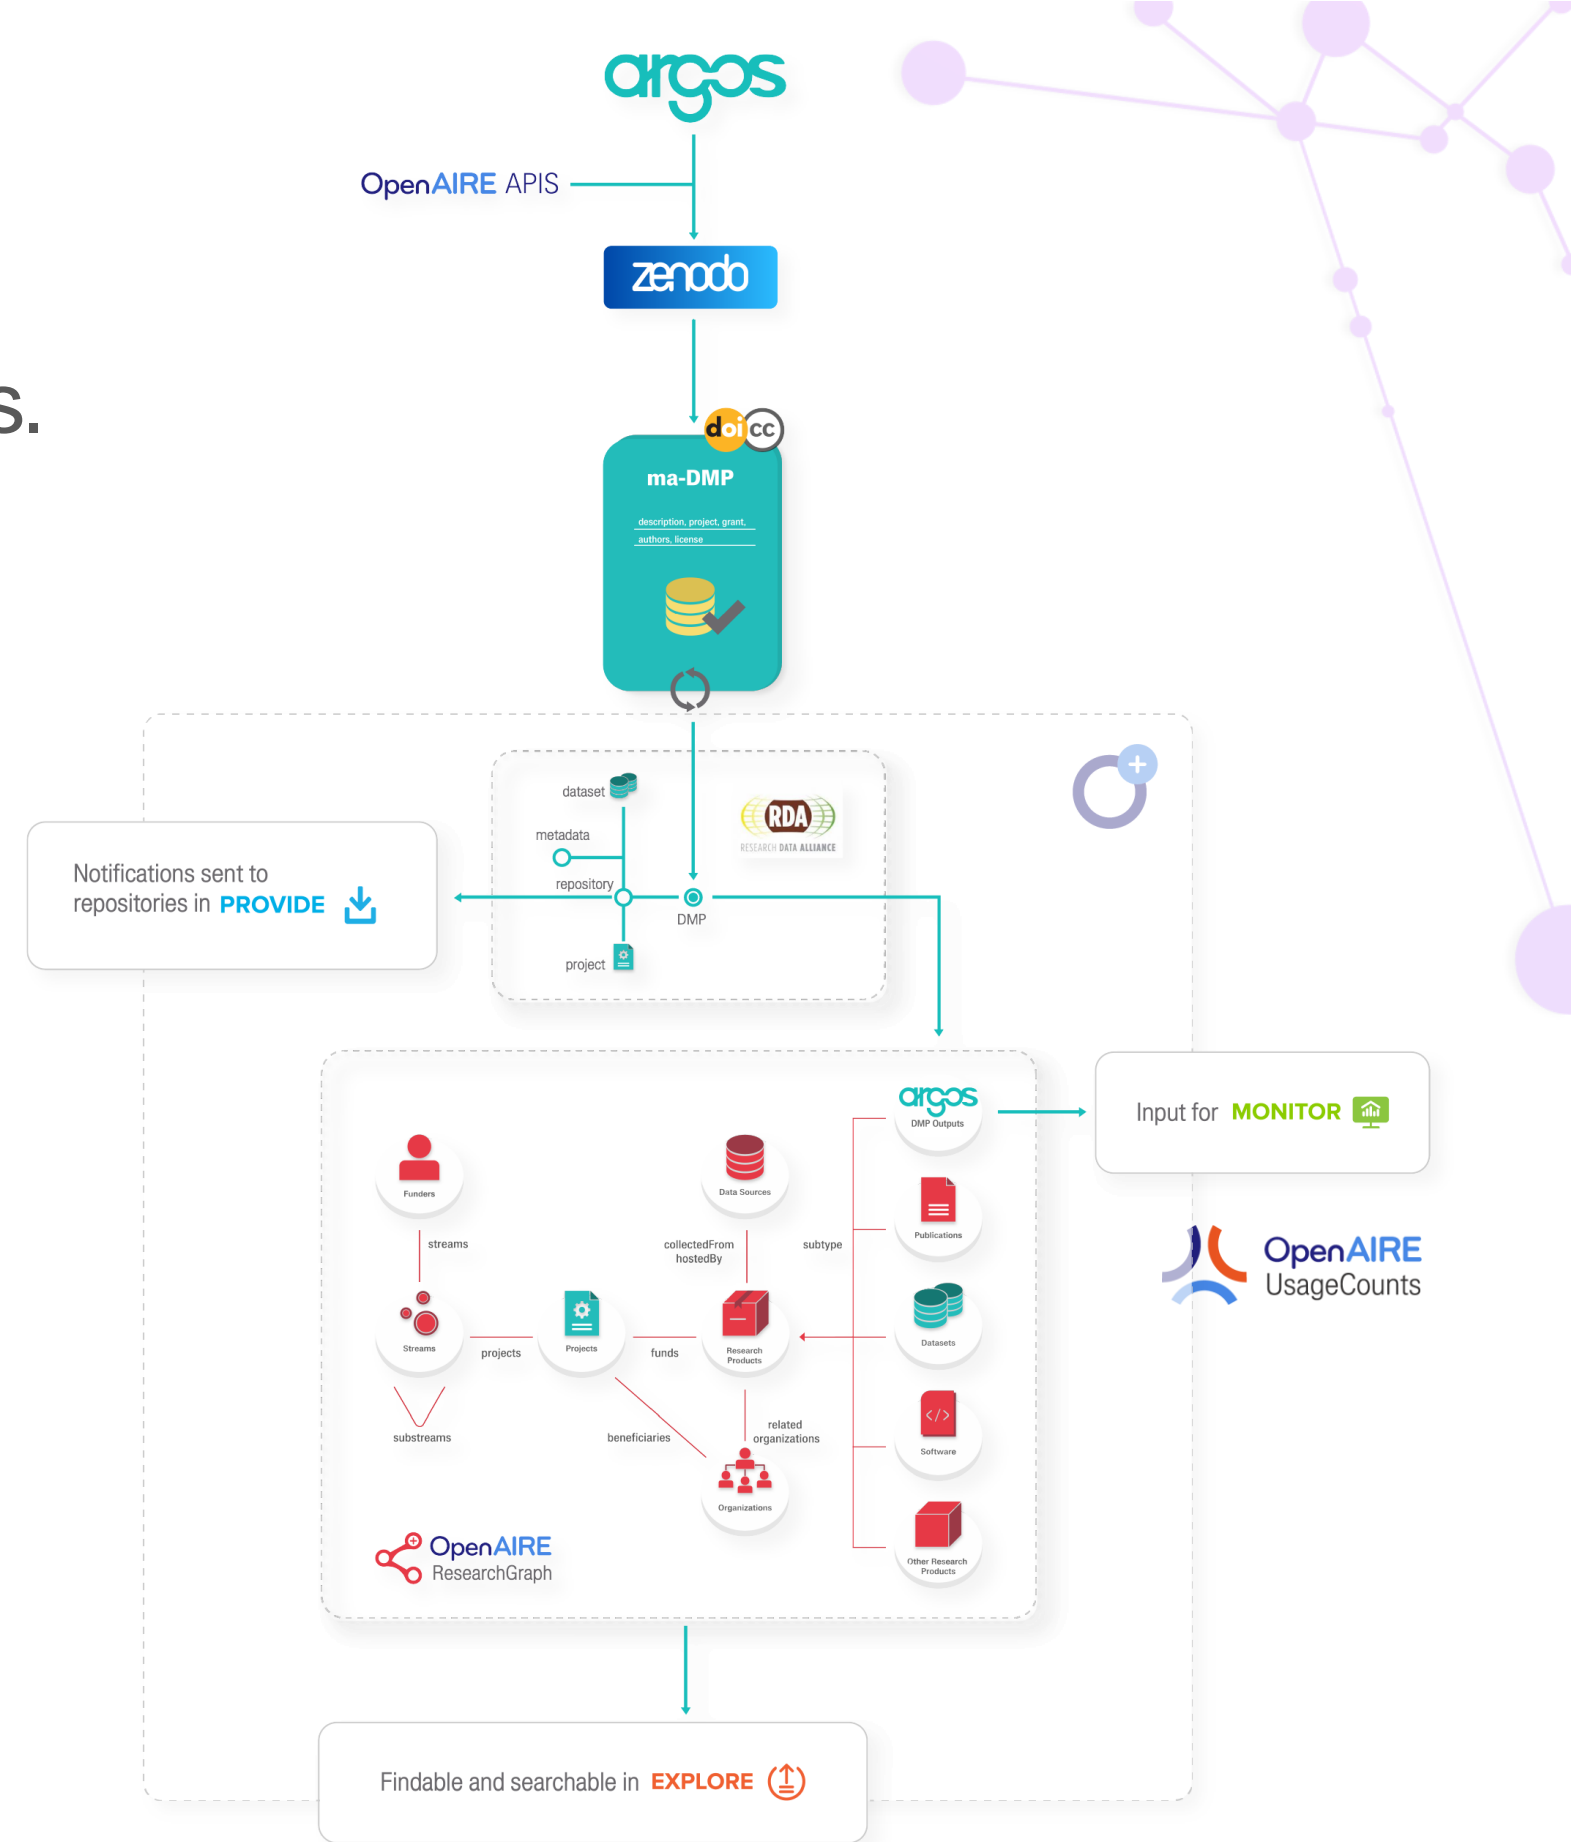 argos
OpenAIRE APIS
zenodo
s.
doi cc
ma-DMP
description, project, grant,
authors, license
dataset
metadata
RDA
RESEARCH DATA ALLIANCE
repository
DMP
project
Notifications sent to
repositories in PROVIDE
argos
DMP Outputs
Input for MONITOR
Funders
Data Sources
Publications
streams
collectedFrom
hostedBy
subtype
OpenAIRE
UsageCounts
Streams
projects
Projects
funds
Research
Products
Datasets
substreams
beneficiaries
related
organizations
</>
Software
Organizations
OpenAIRE
ResearchGraph
Other Research
Products
Findable and searchable in EXPLORE